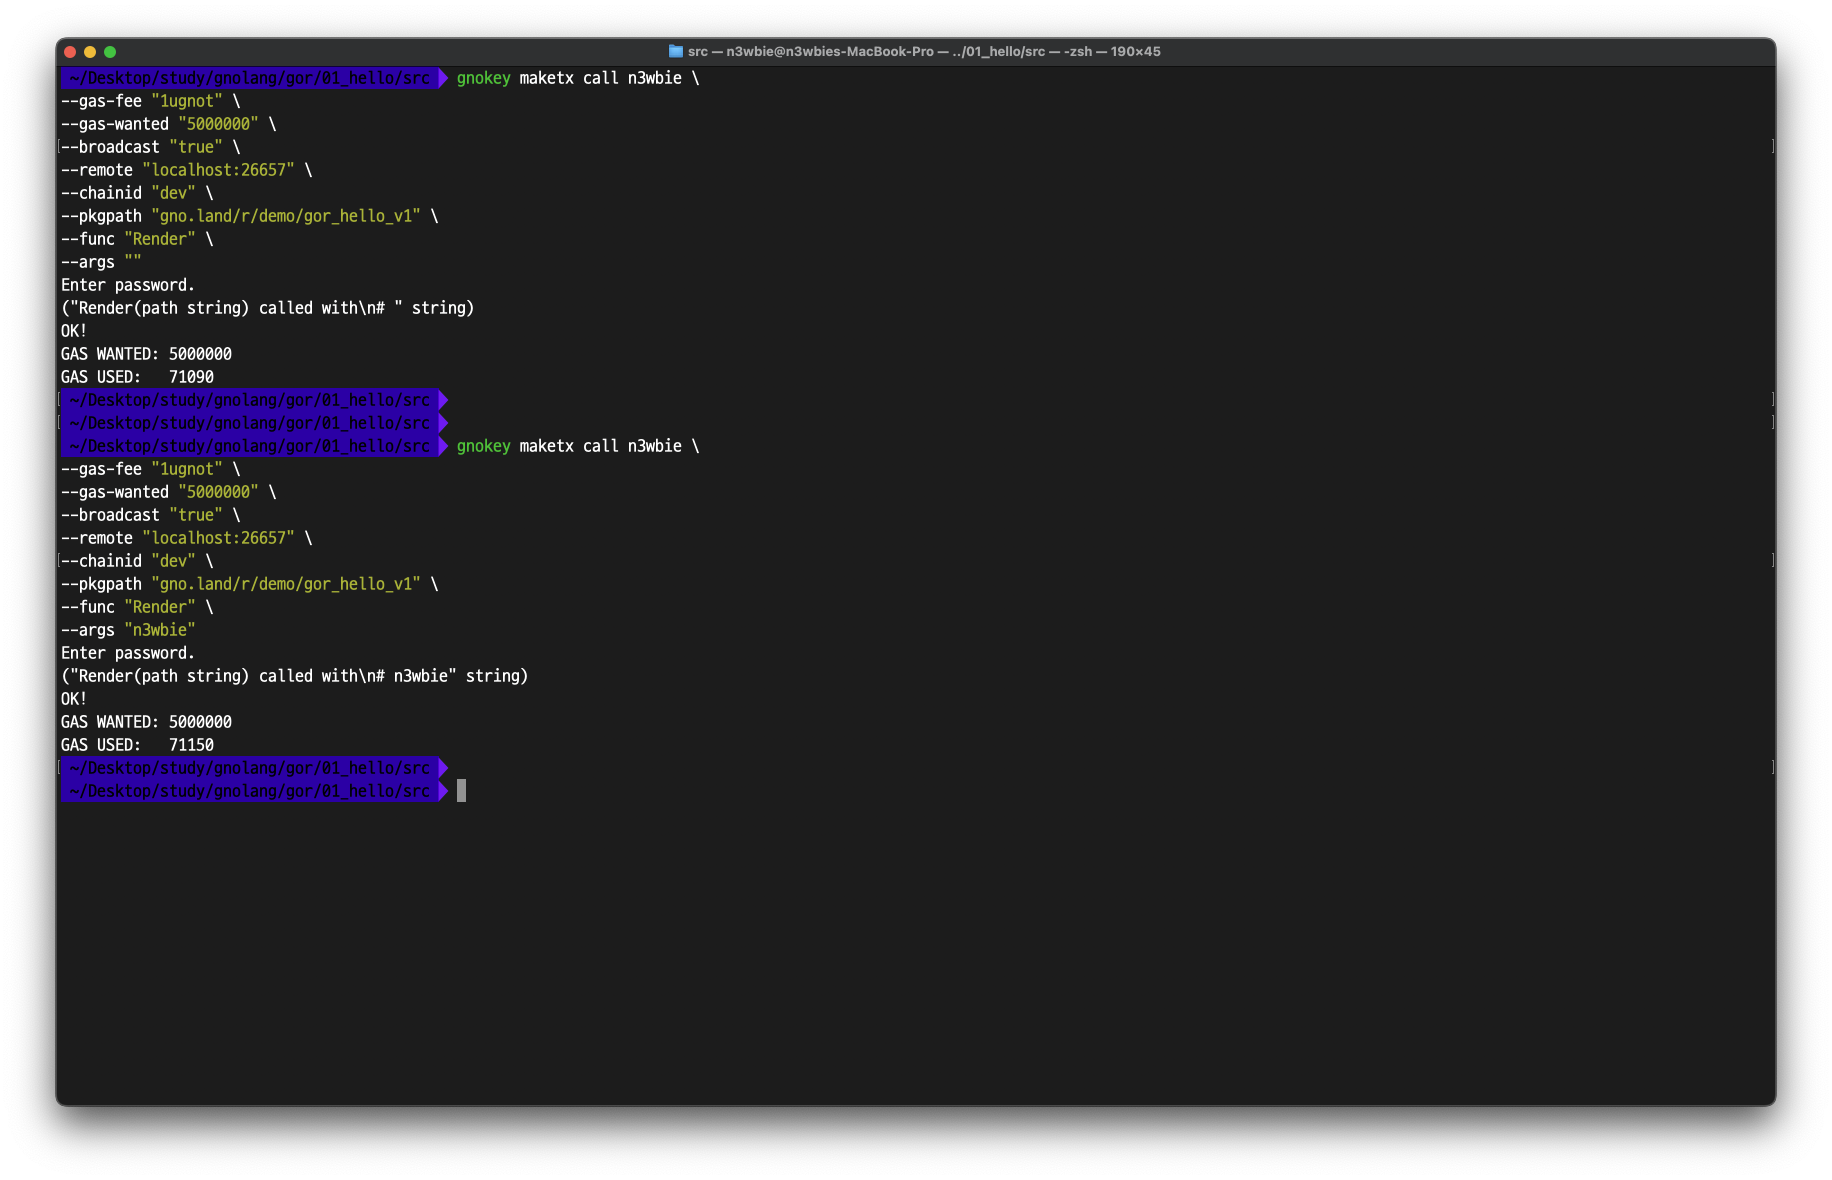 src — n3wbie@n3wbies-MacBook-Pro — ../01_hello/src — -zsh — 190×45
~/Desktop/study/gnolang/gor/01_hello/src gnokey maketx call n3wbie \
--gas-fee "1ugnot" \
--gas-wanted "5000000" \
--broadcast "true" \
--remote "localhost:26657" \
--chainid "dev" \
--pkgpath "gno.land/r/demo/gor_hello_v1" \
--func "Render" \
--args ""
Enter password.
("Render(path string) called with\n# " string)
OK!
GAS WANTED: 5000000
GAS USED:   71090
~/Desktop/study/gnolang/gor/01_hello/src
~/Desktop/study/gnolang/gor/01_hello/src
~/Desktop/study/gnolang/gor/01_hello/src gnokey maketx call n3wbie \
--gas-fee "1ugnot" \
--gas-wanted "5000000" \
--broadcast "true" \
--remote "localhost:26657" \
--chainid "dev" \
--pkgpath "gno.land/r/demo/gor_hello_v1" \
--func "Render" \
--args "n3wbie"
Enter password.
("Render(path string) called with\n# n3wbie" string)
OK!
GAS WANTED: 5000000
GAS USED:   71150
~/Desktop/study/gnolang/gor/01_hello/src
~/Desktop/study/gnolang/gor/01_hello/src